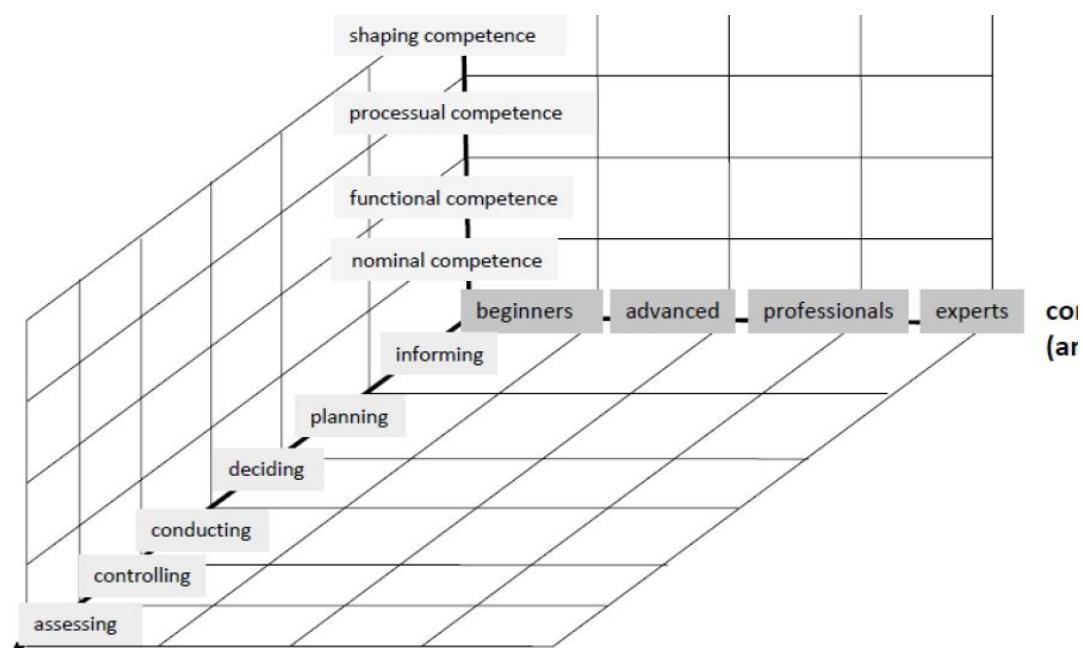 shaping competence
processual competence
functional competence
nominal competence
beginners advanced professionals experts
informing
planning
deciding
conducting
controlling
assessing